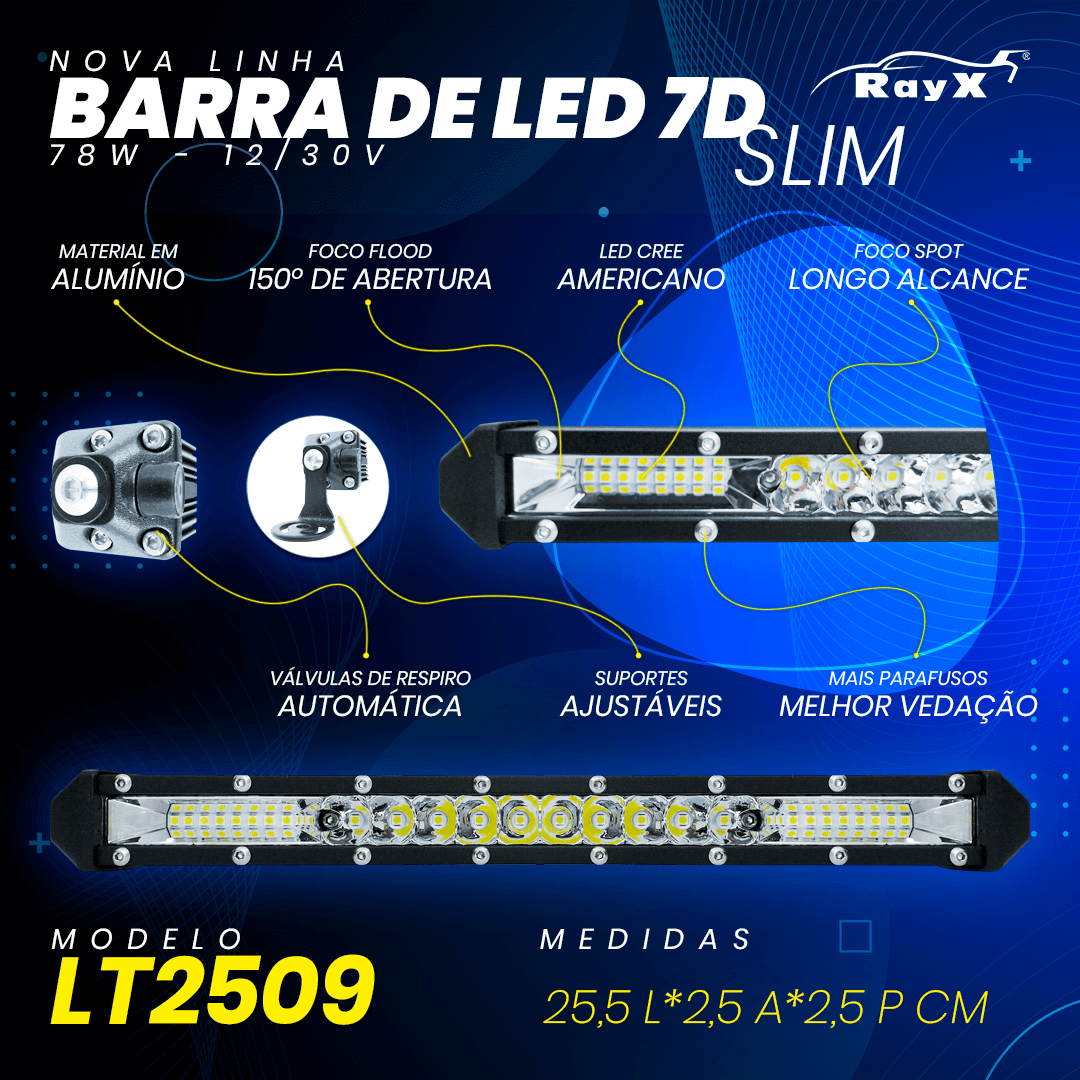 NOVA LINHA
BARRA DE LED 7D
SLIM
78W - 12/30V
RayX®
MATERIAL EM
ALUMÍNIO
FOCO FLOOD
150º DE ABERTURA
LED CREE
AMERICANO
FOCO SPOT
LONGO ALCANCE
VÁLVULAS DE RESPIRO
AUTOMÁTICA
SUPORTES
AJUSTÁVEIS
MAIS PARAFUSOS
MELHOR VEDAÇÃO
MODELO
LT2509
MEDIDAS
25,5 L*2,5 A*2,5 P CM